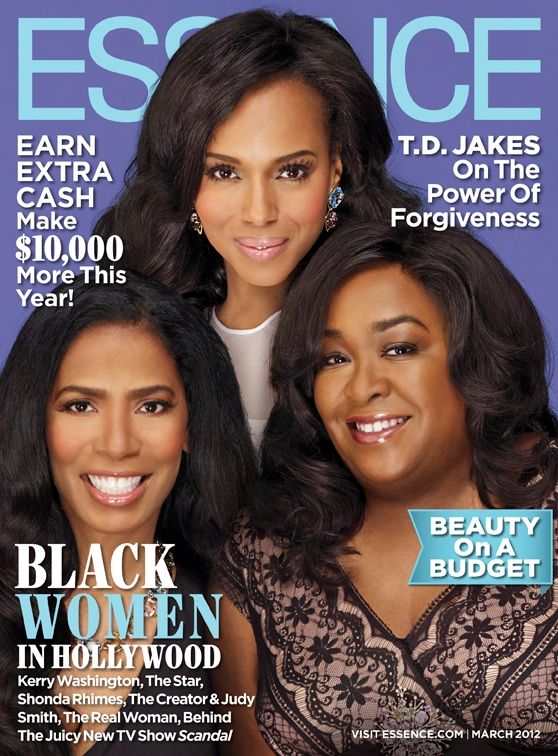 ESSENCE
EARN
EXTRA
CASH
Make
$10,000
More This
Year!
T.D. JAKES
On The
Power Of
Forgiveness
BEAUTY
On A
BUDGET
BLACK
WOMEN
IN HOLLYWOOD
Kerry Washington, The Star,
Shonda Rhimes, The Creator & Judy
Smith, The Real Woman, Behind
The Juicy New TV Show Scandal
VISIT ESSENCE.COM | MARCH 2012